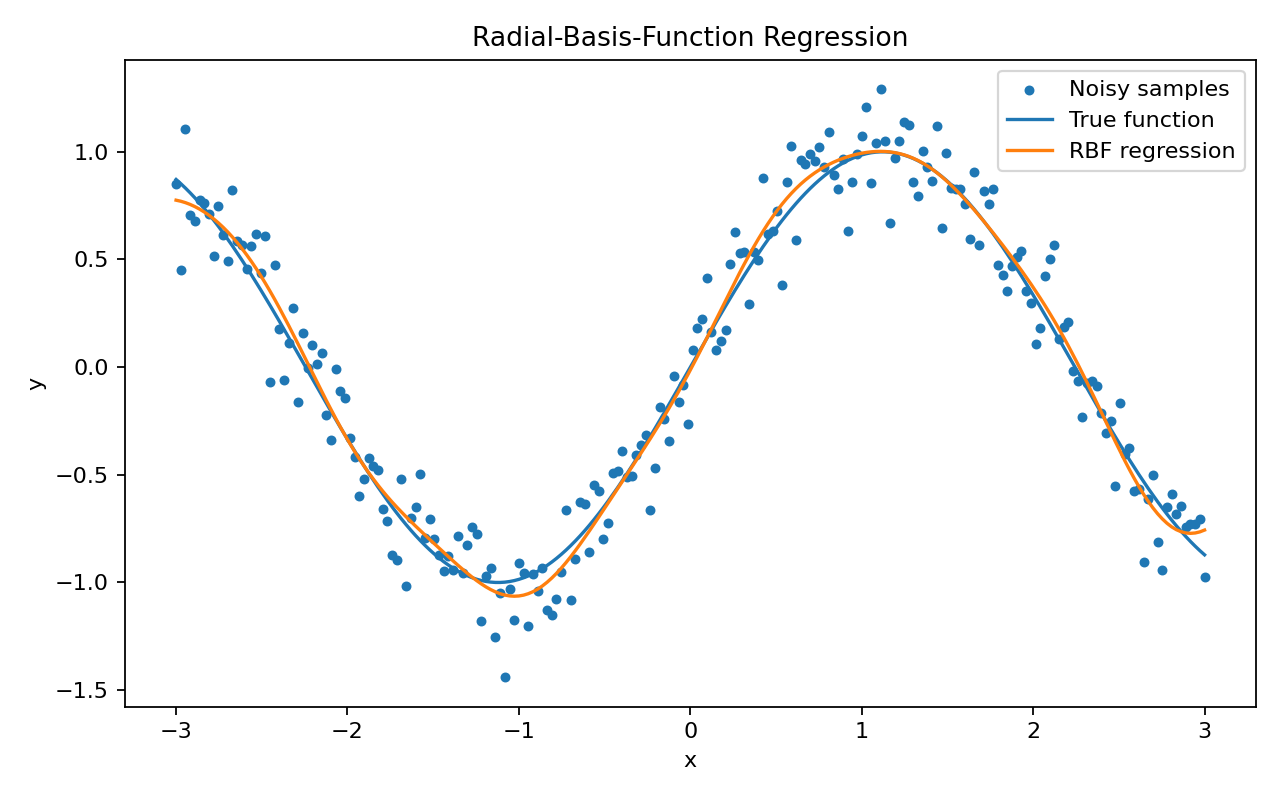 Radial-Basis-Function Regression
Noisy samples
True function
RBF regression
y
1.0
0.5
0.0
−0.5
−1.0
−1.5
−3 −2 −1 0 1 2 3
x